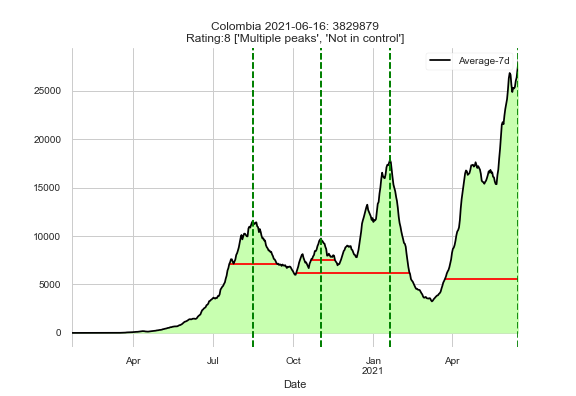 Colombia 2021-06-16: 3829879
Rating:8 ['Multiple peaks', 'Not in control']
Average-7d
25000
20000
15000
10000
5000
0
Apr Jul Oct Jan Apr
2021
Date